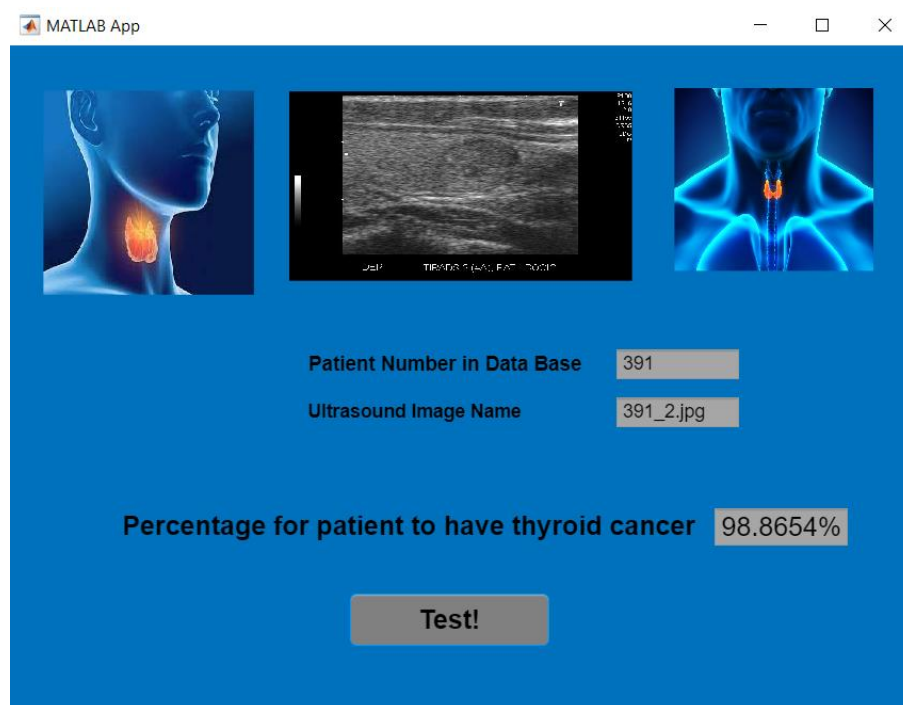 MATLAB App
Patient Number in Data Base
391
Ultrasound Image Name
391_2.jpg
Percentage for patient to have thyroid cancer
98.8654%
Test!